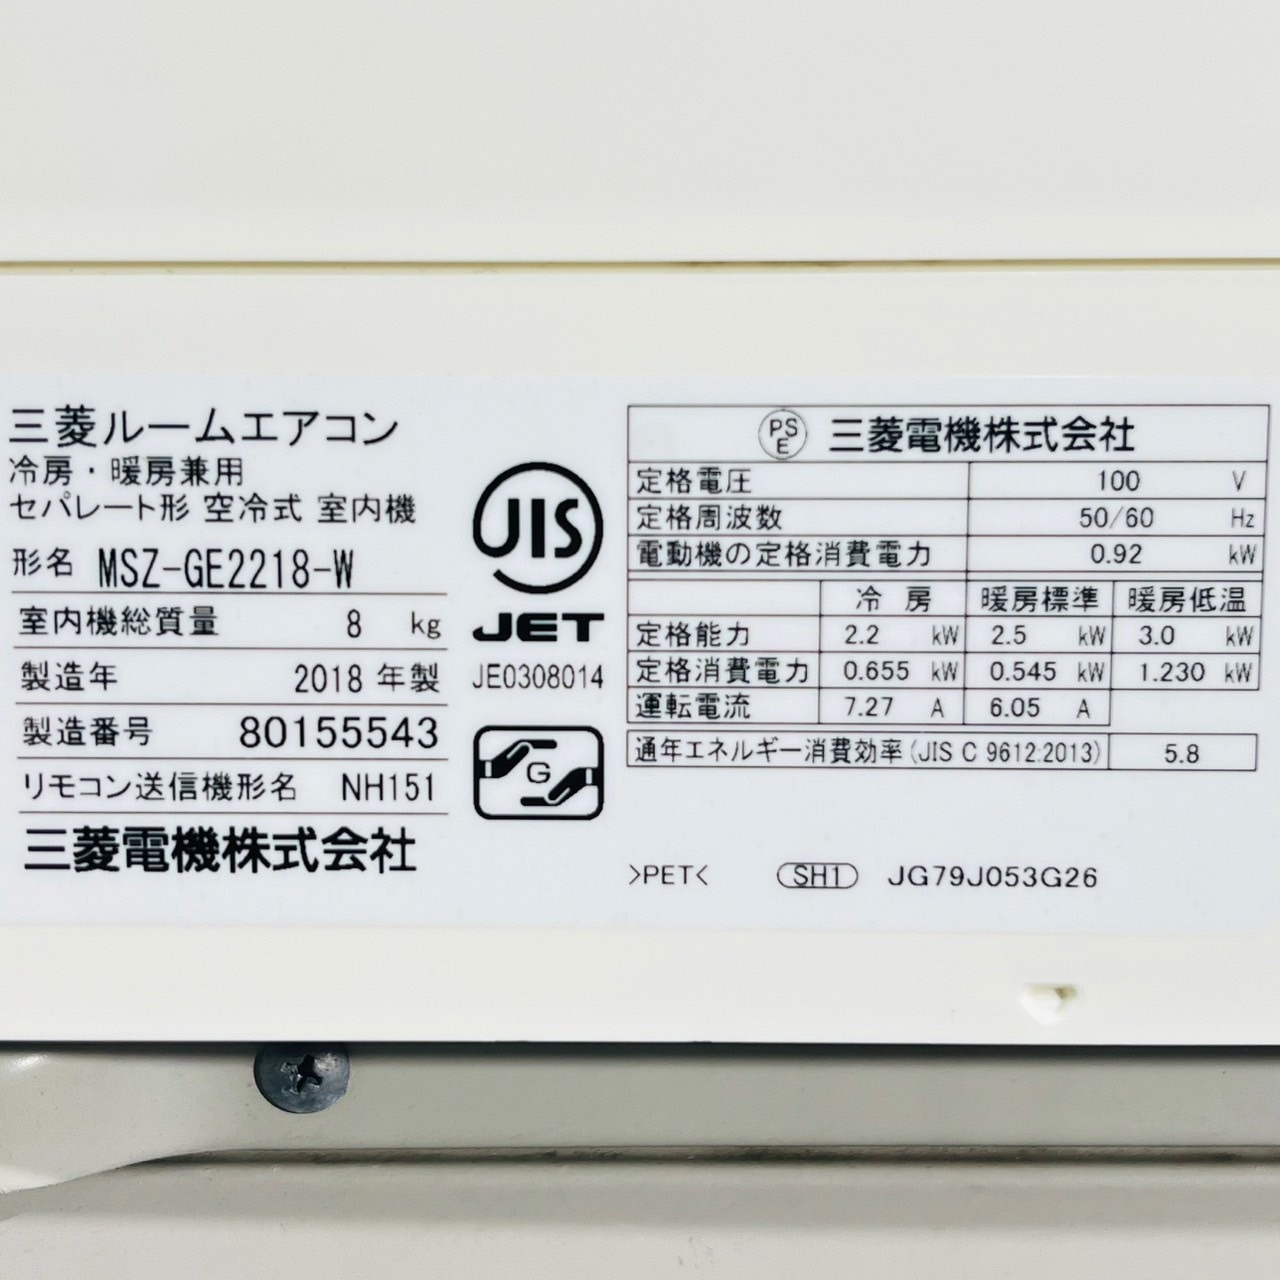 三菱ルームエアコン
冷房・暖房兼用
セパレート形 空冷式 室内機
形名 MSZ-GE2218-W
室内機総質量 8 kg
製造年 2018 年製
製造番号 80155543
リモコン送信機形名 NH151
三菱電機株式会社
JIS
JET
JE0308014
G
PSE 三菱電機株式会社
定格電圧 100 V
定格周波数 50/60 Hz
電動機の定格消費電力 0.92 kW
冷房 暖房標準 暖房低温
定格能力 2.2 kW 2.5 kW 3.0 kW
定格消費電力 0.655 kW 0.545 kW 1.230 kW
運転電流 7.27 A 6.05 A
通年エネルギー消費効率(JIS C 9612:2013) 5.8
>PET< SH1 JG79J053G26